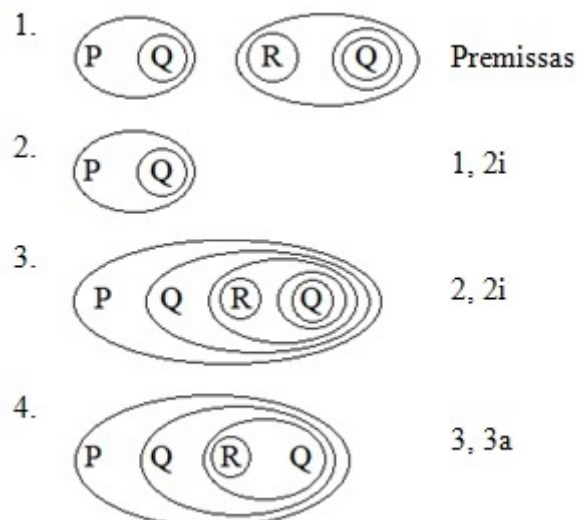 1. P Q R Q Premissas
2. P Q 1, 2i
3. P Q R Q 2, 2i
4. P Q R Q 3, 3a